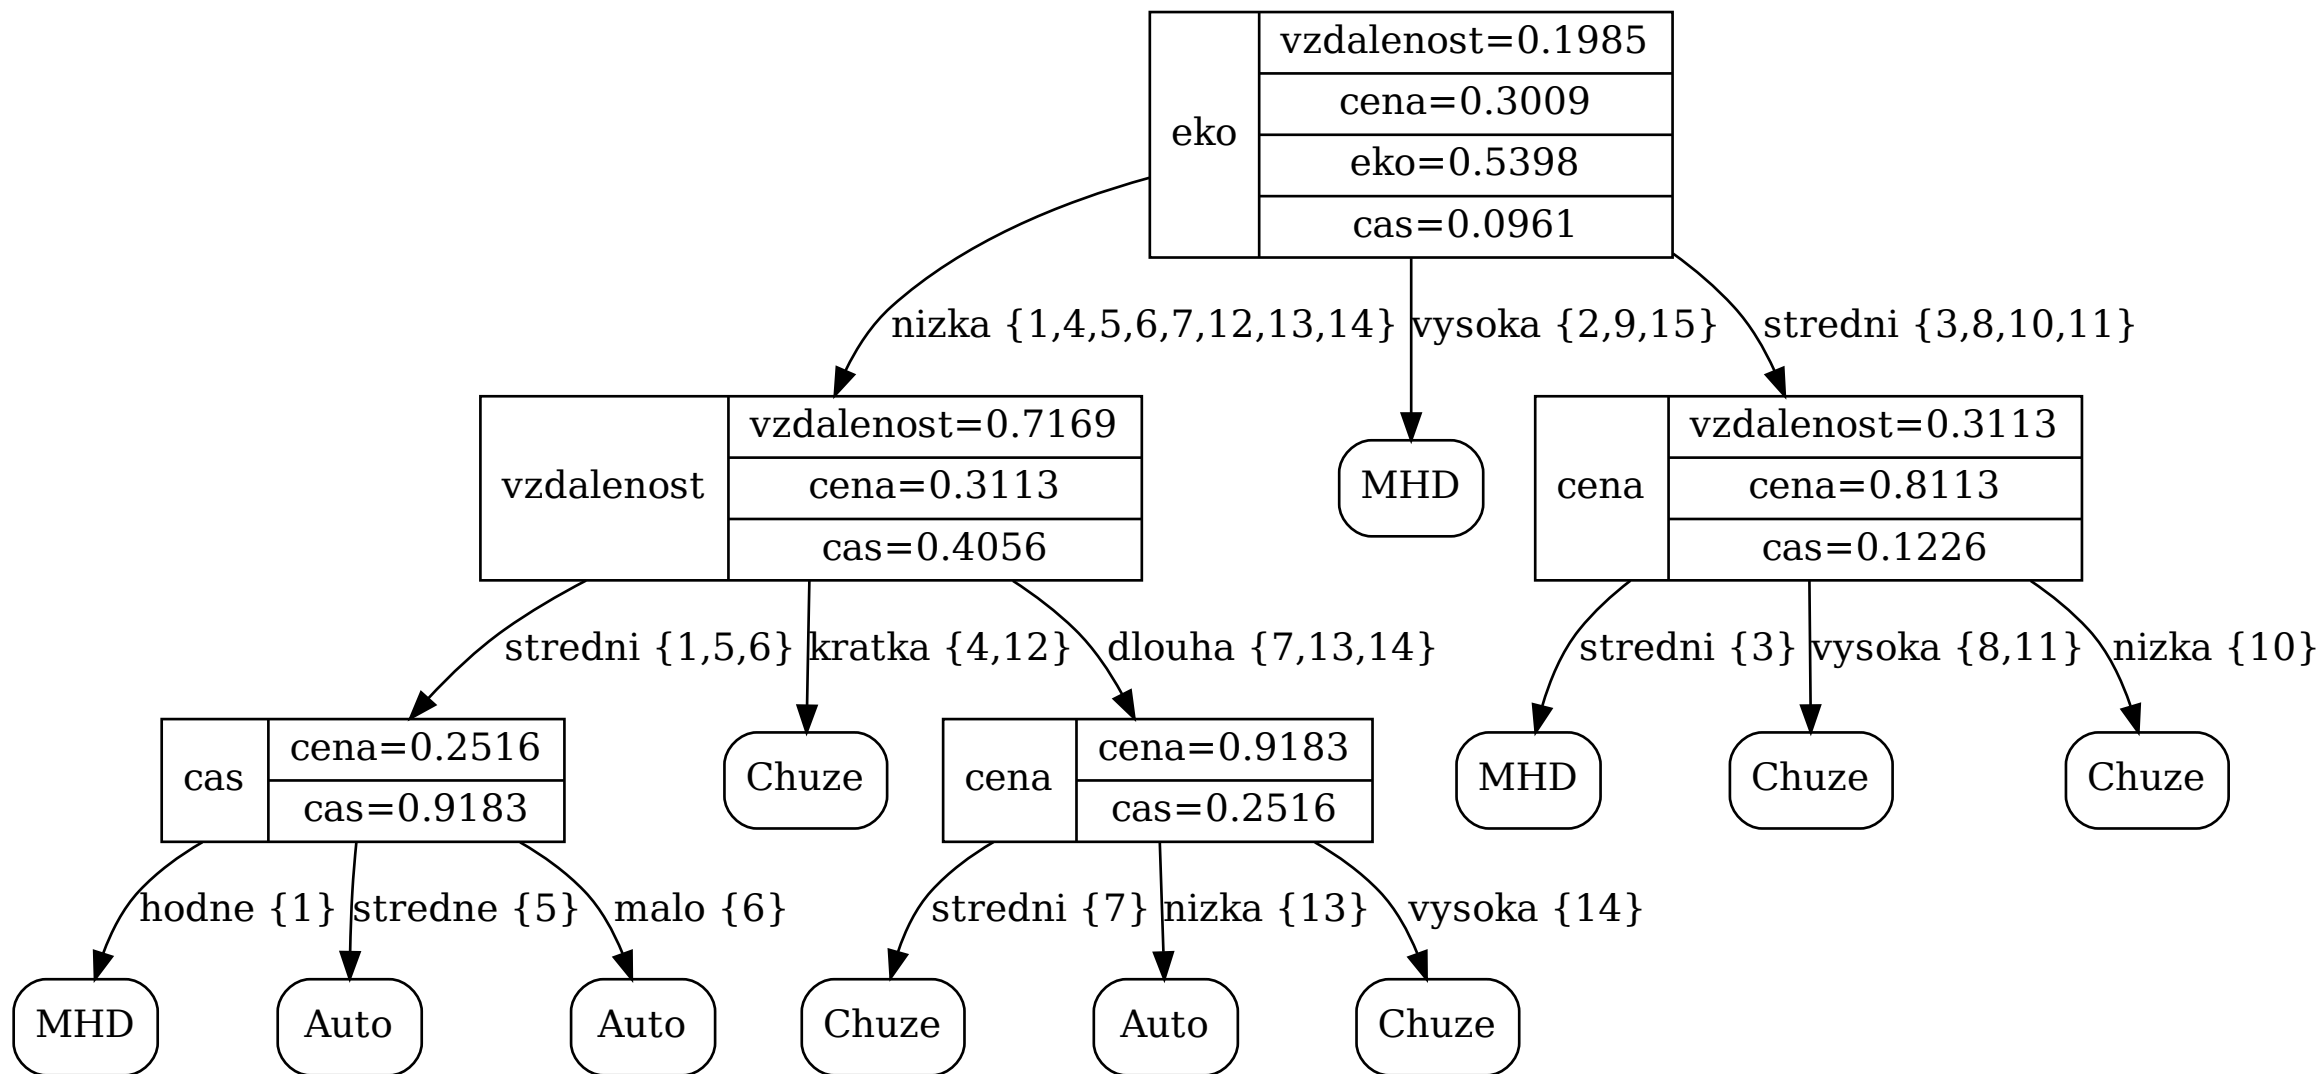 eko
vzdalenost=0.1985
cena=0.3009
eko=0.5398
cas=0.0961
nizka {1,4,5,6,7,12,13,14}
vysoka {2,9,15}
stredni {3,8,10,11}
vzdalenost
vzdalenost=0.7169
cena=0.3113
cas=0.4056
MHD
cena
vzdalenost=0.3113
cena=0.8113
cas=0.1226
stredni {1,5,6}
kratka {4,12}
dlouha {7,13,14}
stredni {3}
vysoka {8,11}
nizka {10}
cas
cena=0.2516
cas=0.9183
Chuze
cena
cena=0.9183
cas=0.2516
MHD
Chuze
Chuze
hodne {1}
stredne {5}
malo {6}
stredni {7}
nizka {13}
vysoka {14}
MHD
Auto
Auto
Chuze
Auto
Chuze